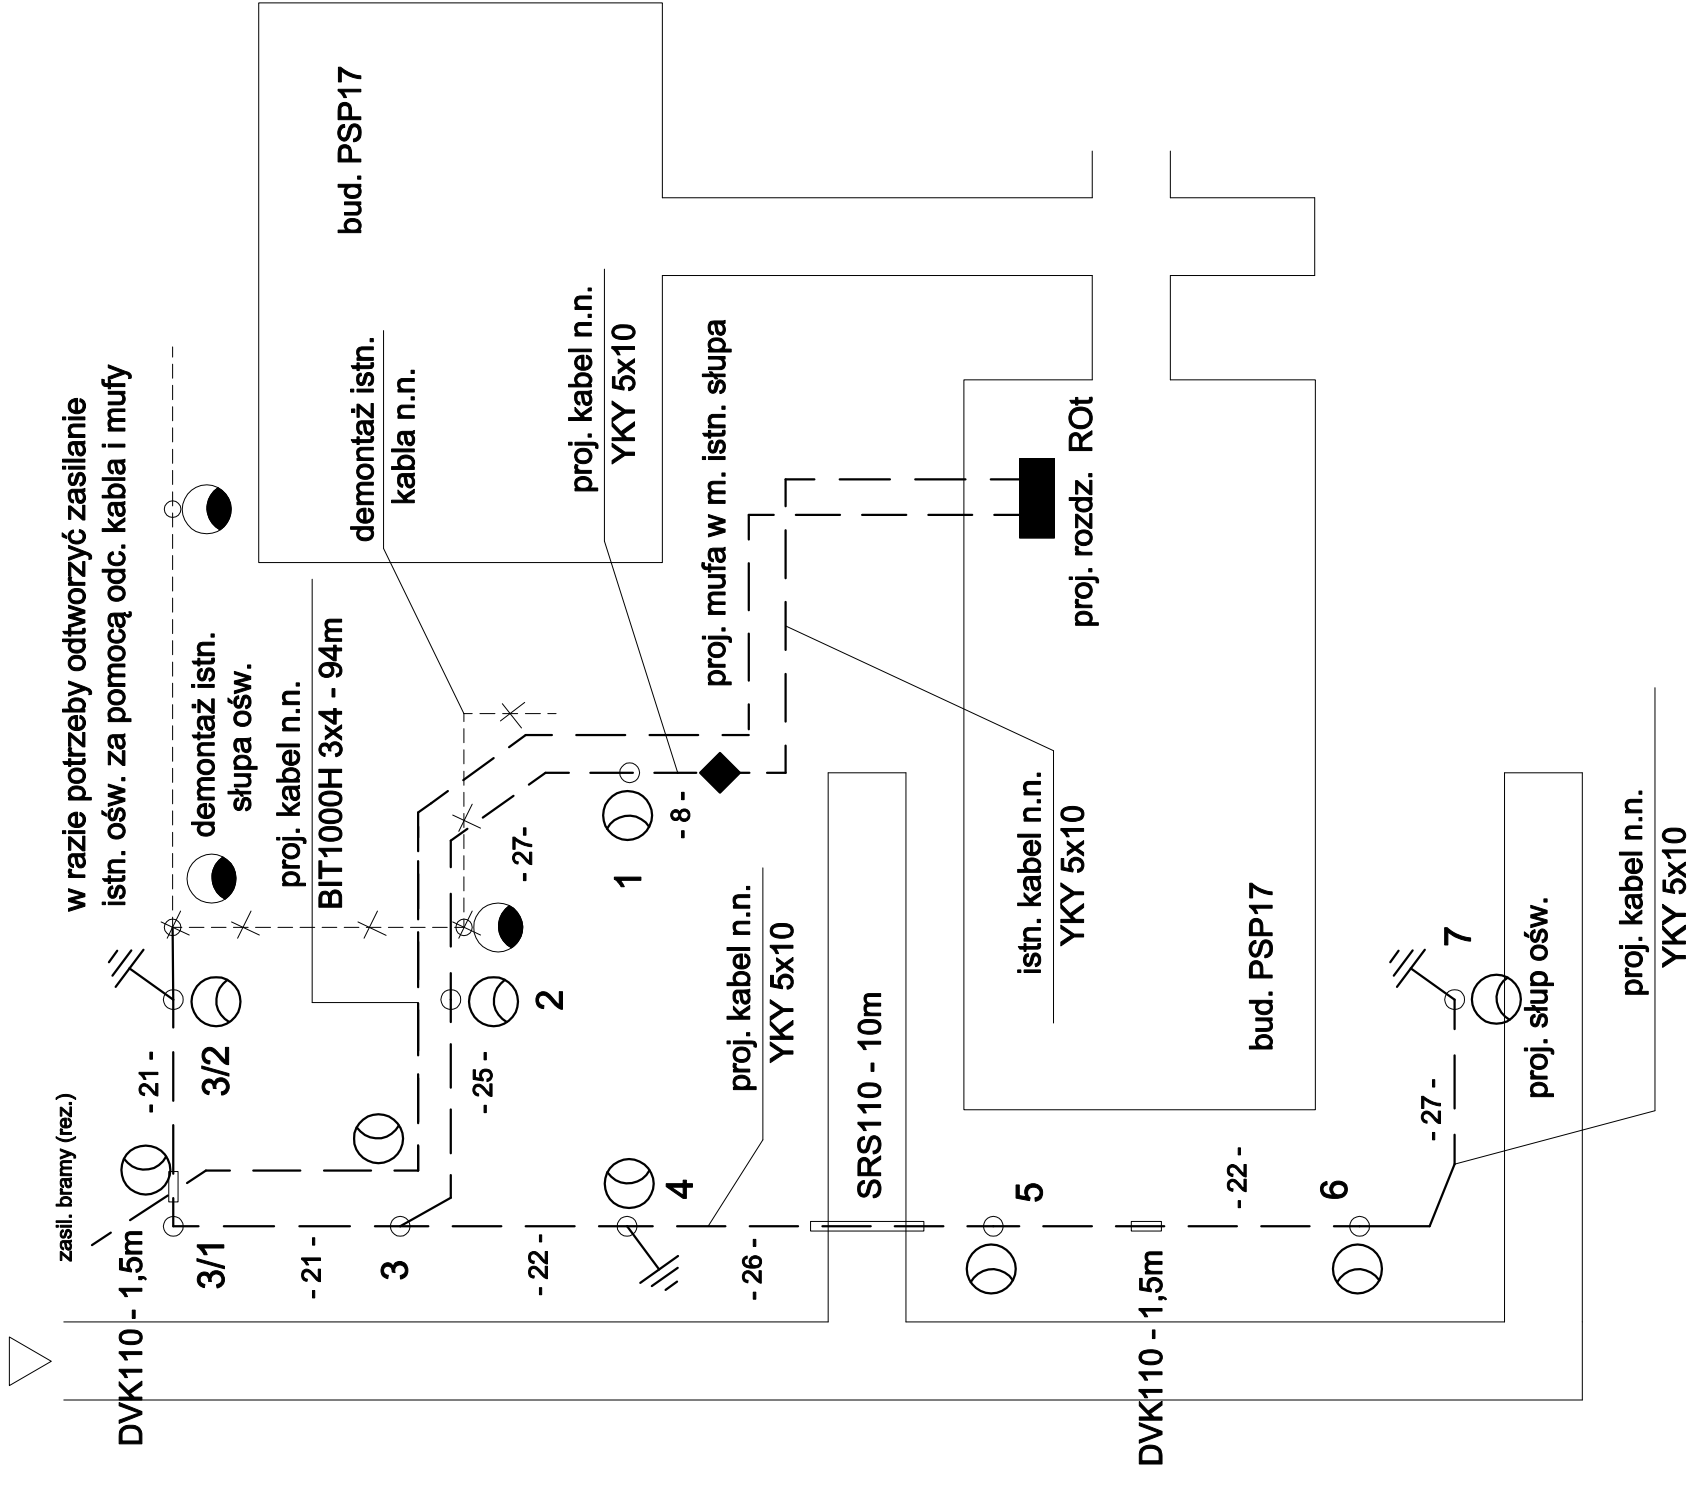 w razie potrzeby odtworzyć zasilanie
istn. ośw. za pomocą odc. kabla i mufy
demontaż istn.
słupa ośw.
proj. kabel n.n.
BIT1000H 3x4 - 94m
bud. PSP17
demontaż istn.
kabla n.n.
proj. kabel n.n.
YKY 5x10
proj. mufa w m. istn. słupa
proj. rozdz. ROt
zasil. bramy (rez.)
DVK110 - 1,5m
- 21 -
3/2
3/1
- 21 -
3
- 25 -
2
- 27-
1
- 8 -
- 22 -
4
- 26 -
proj. kabel n.n.
YKY 5x10
SRS110 - 10m
istn. kabel n.n.
YKY 5x10
bud. PSP17
5
DVK110 - 1,5m
- 22 -
6
- 27 -
7
proj. słup ośw.
proj. kabel n.n.
YKY 5x10